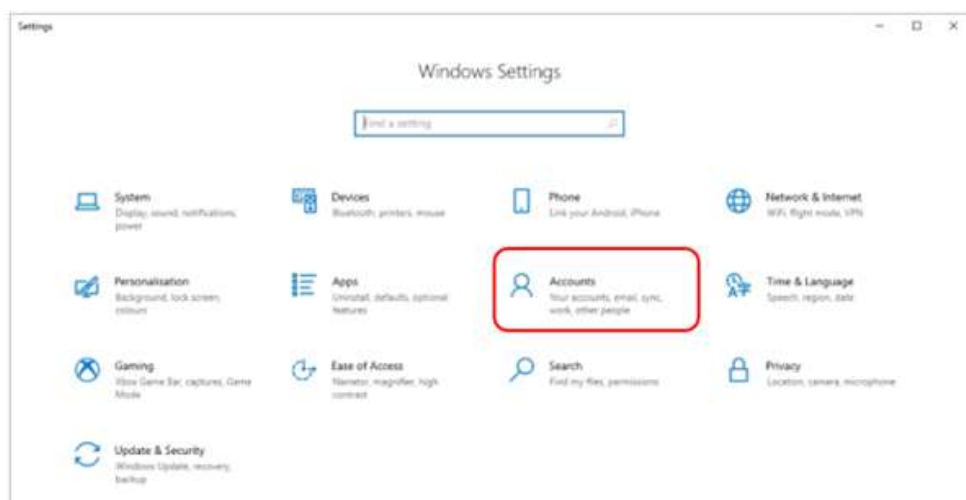 Settings
Windows Settings
Find a setting
System
Display, sound, notifications,
power
Devices
Bluetooth, printers, mouse
Phone
Link your Android, iPhone
Network & Internet
WiFi, flight mode, VPN
Personalisation
Background, lock screen,
colours
Apps
Uninstall, defaults, optional
features
Accounts
Your accounts, email, sync,
work, other people
Time & Language
Speech, region, date
Gaming
Xbox Game Bar, captures, Game
Mode
Ease of Access
Narrator, magnifier, high
contrast
Search
Find my files, permissions
Privacy
Location, camera, microphone
Update & Security
Windows Update, recovery,
backup